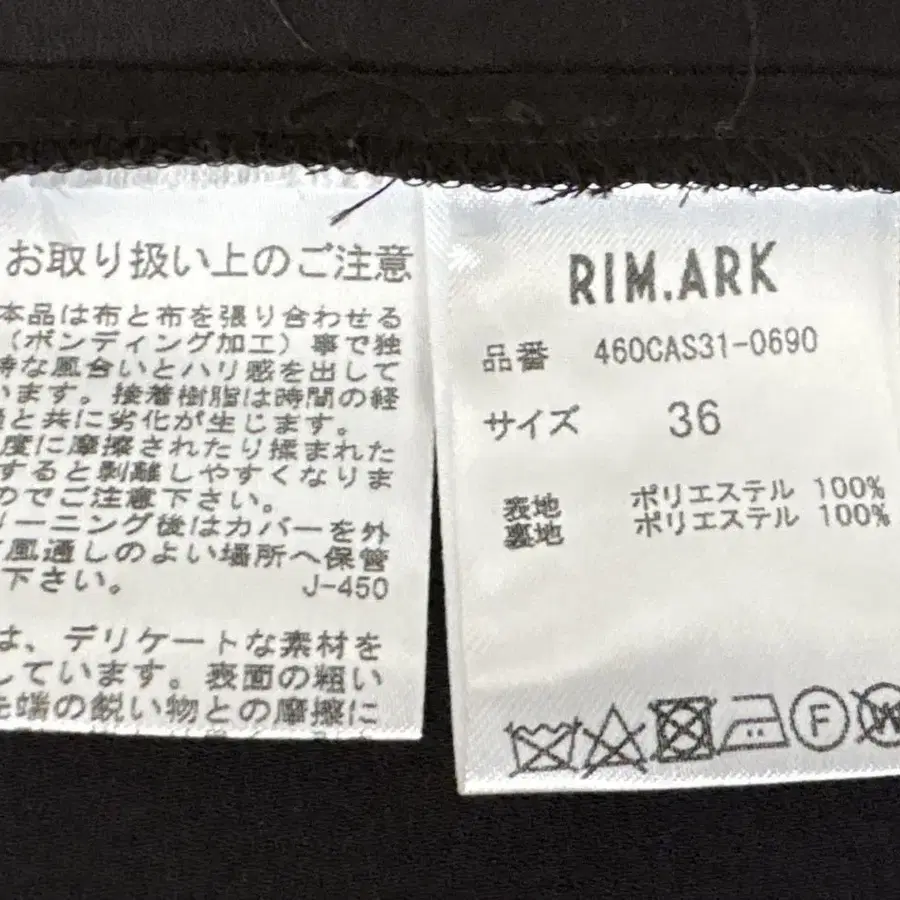 お取り扱い上のご注意
本品は布と布を張り合わせる
(ボンディング加工)事で独
特な風合いとハリ感を出して
います。接着樹脂は時間の経
過と共に劣化が生じます。
度に摩擦されたり揉まれた
すると剥離しやすくなりま
のでご注意下さい。
リーニング後はカバーを外
風通しのよい場所へ保管
下さい。 J-450
は、デリケートな素材を
しています。表面の粗い
先端の鋭い物との摩擦に
RIM.ARK
品番 460CAS31-0690
サイズ 36
表地 ポリエステル 100%
裏地 ポリエステル 100%
F
W